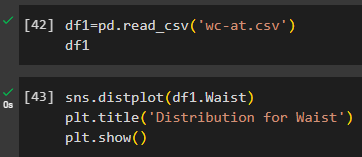 [42] df1=pd.read_csv('wc-at.csv')
df1
[43] sns.distplot(df1.Waist)
0s plt.title('Distribution for Waist')
plt.show()